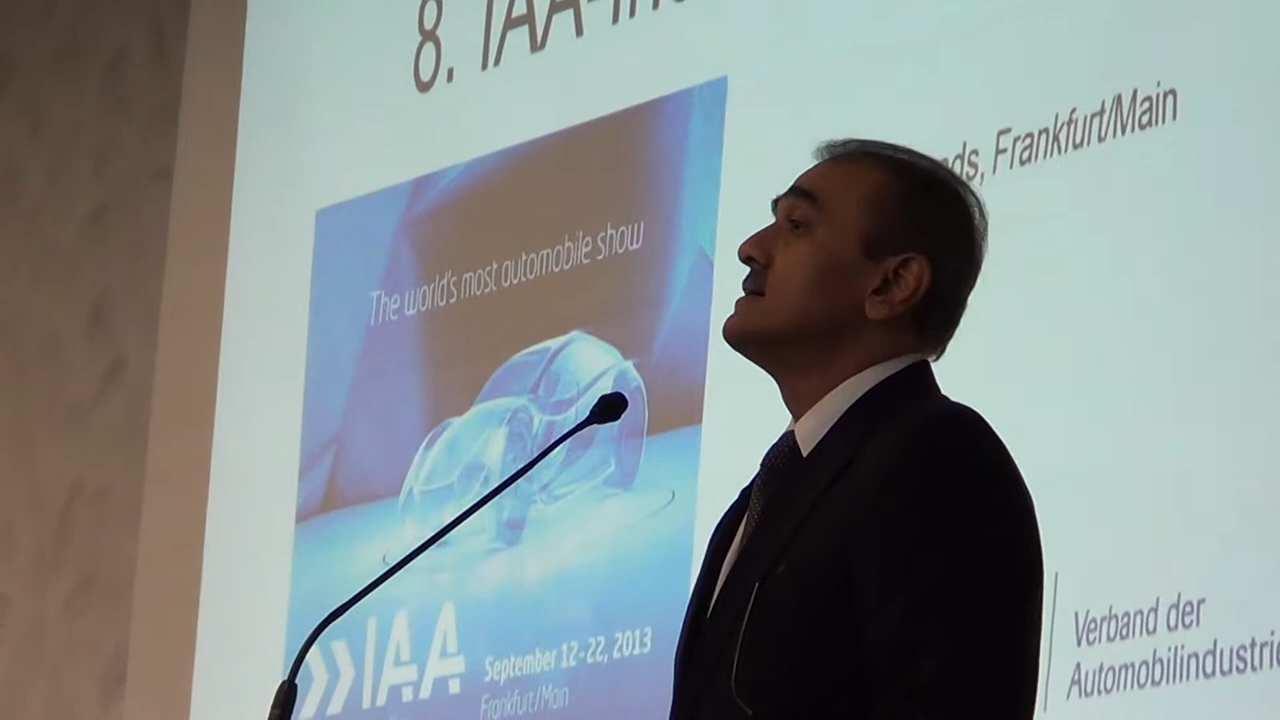 8. IAA-In
nds, Frankfurt/Main
The world's most automobile show
IAA
September 12-22, 2013
Frankfurt/Main
Verband der
Automobilindustrie